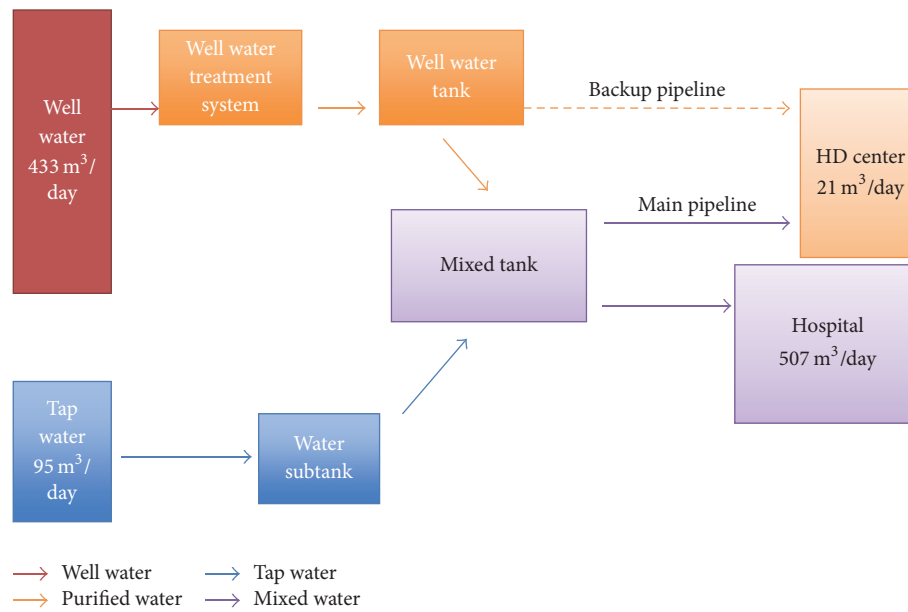 Well
water
433 m³/
day
Well water
treatment
system
Well water
tank
Backup pipeline
HD center
21 m³/day
Main pipeline
Mixed tank
Hospital
507 m³/day
Tap
water
95 m³/
day
Water
subtank
Well water
Tap water
Purified water
Mixed water